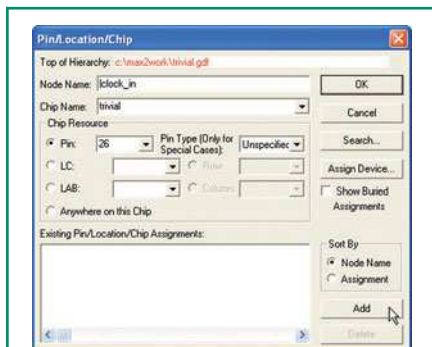 Pin/Location/Chip
Top of Hierarchy: c:\max2work\trivial.gdf
Node Name: |clock_in
OK
Chip Name: trivial
Cancel
Chip Resource
Pin: 26
Pin Type (Only for Special Cases): Unspecified
Search...
LC:
Row
Assign Device...
LAB:
Column
Show Buried Assignments
Anywhere on this Chip
Existing Pin/Location/Chip Assignments:
Sort By
Node Name
Assignment
Add
Delete